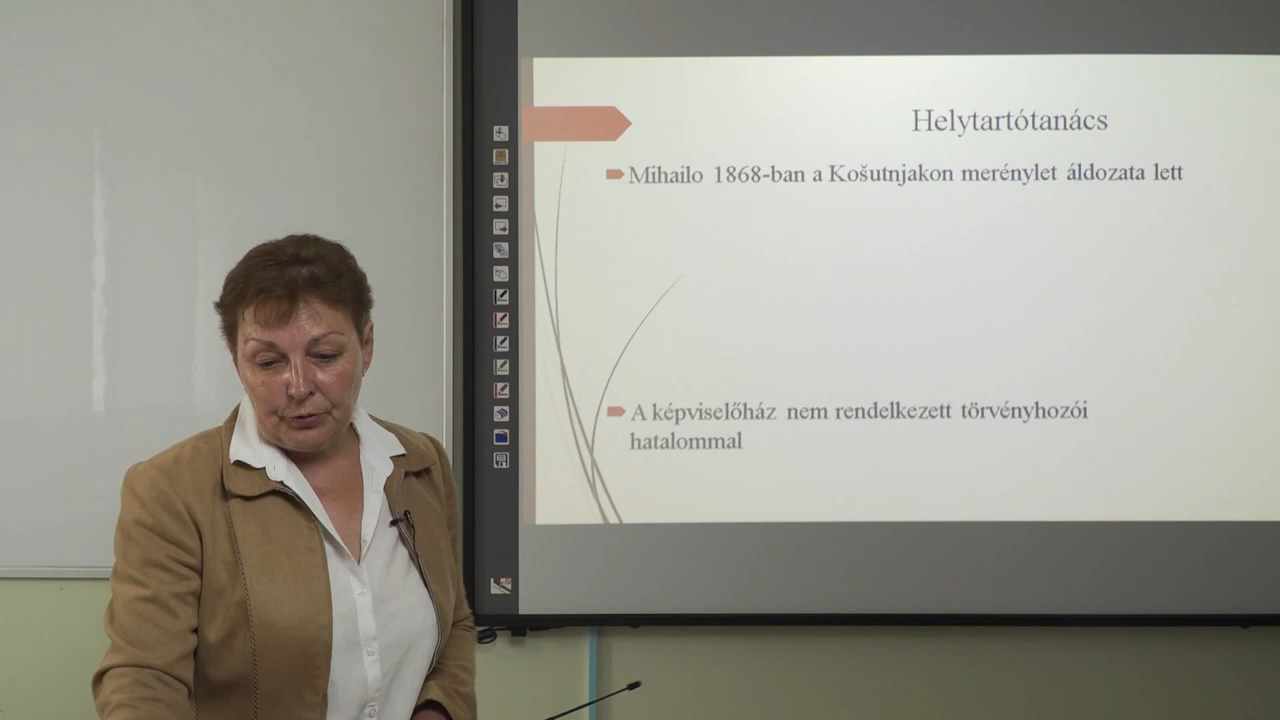 Helytartótanács
Mihailo 1868-ban a Košutnjakon merénylet áldozata lett
A képviselőház nem rendelkezett törvényhozói
hatalommal